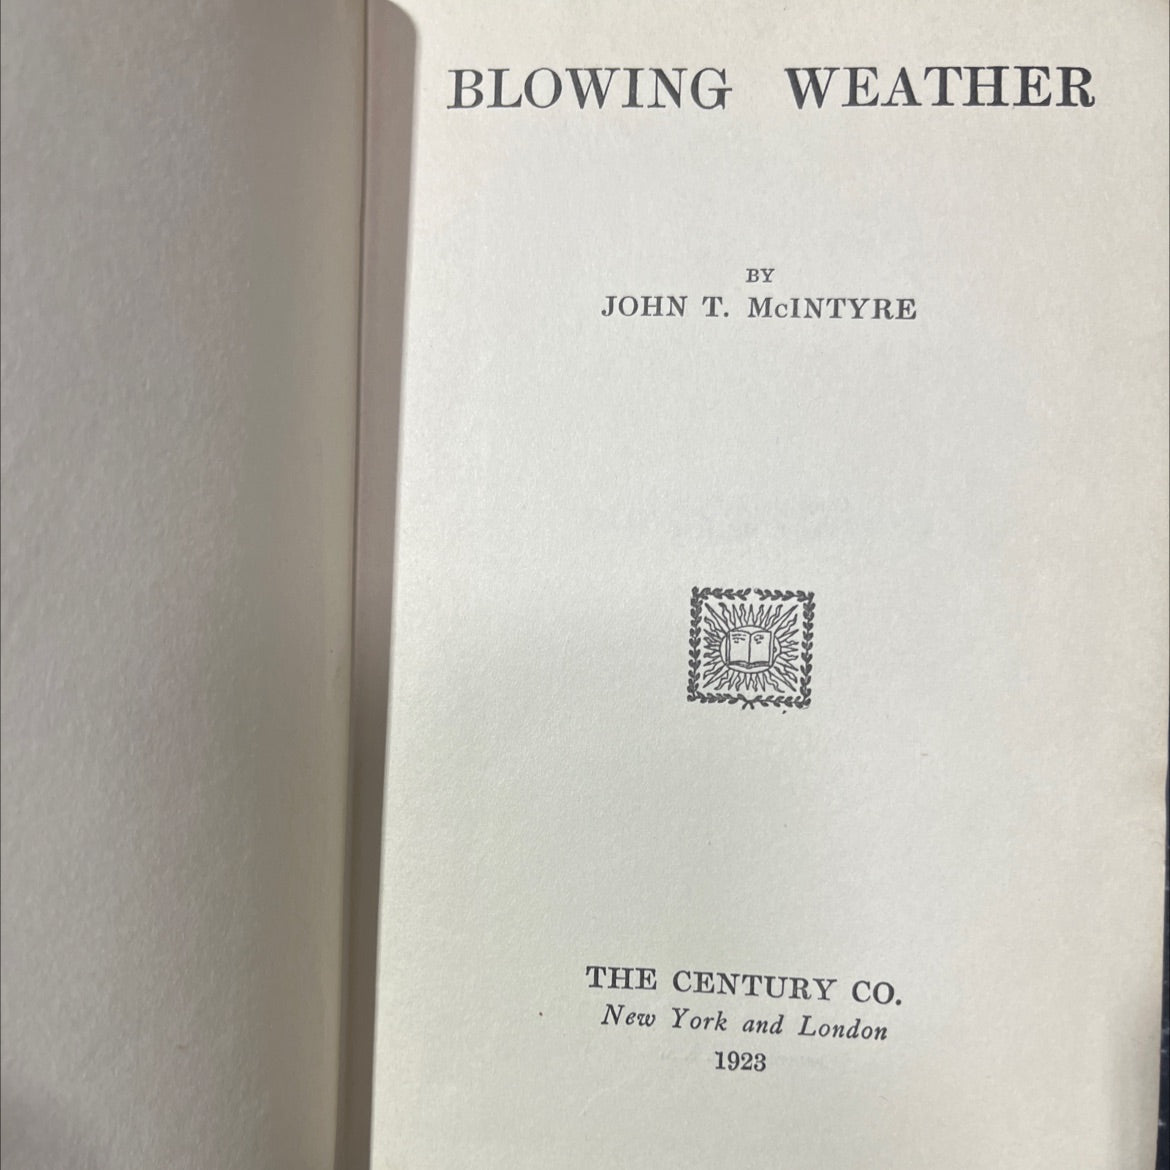 BLOWING WEATHER
BY
JOHN T. McINTYRE
THE CENTURY CO.
New York and London
1923